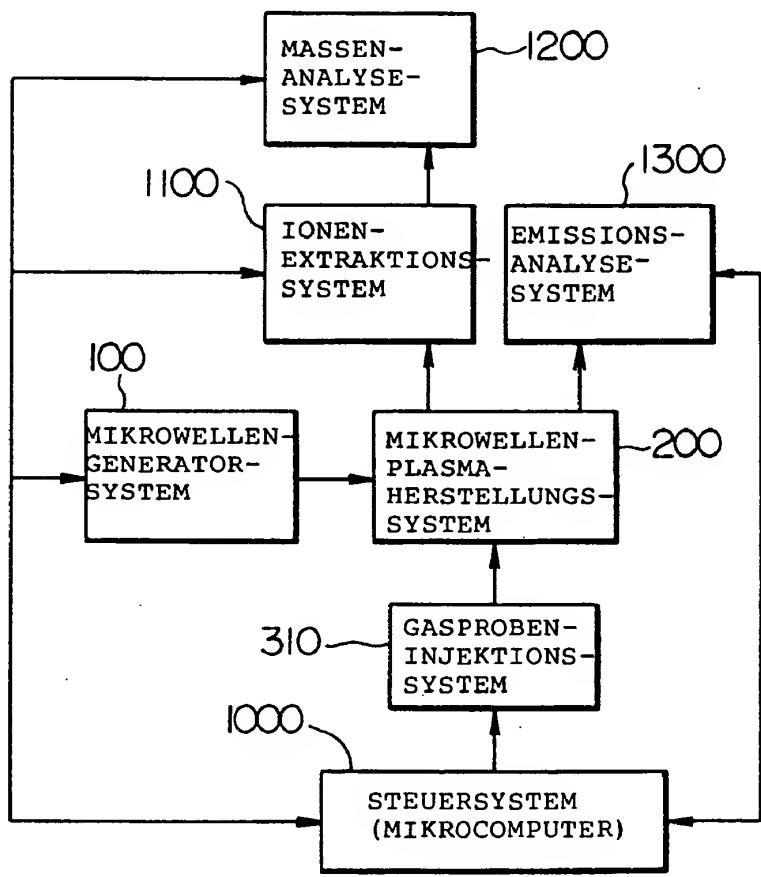 MASSEN-
ANALYSE-
SYSTEM
1200
1100
IONEN-
EXTRAKTIONS-
SYSTEM
1300
EMISSIONS-
ANALYSE-
SYSTEM
100
MIKROWELLEN-
GENERATOR-
SYSTEM
MIKROWELLEN-
PLASMA-
HERSTELLUNGS-
SYSTEM
200
310
GASPROBEN-
INJEKTIONS-
SYSTEM
1000
STEUERSYSTEM
(MIKROCOMPUTER)